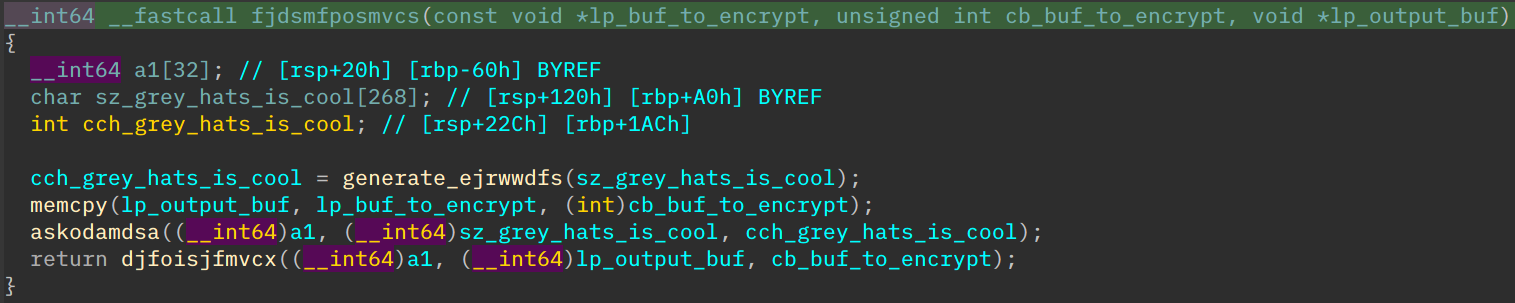 __int64 __fastcall fjdsmfposmvcs(const void *lp_buf_to_encrypt, unsigned int cb_buf_to_encrypt, void *lp_output_buf)
{
  __int64 a1[32]; // [rsp+20h] [rbp-60h] BYREF
  char sz_grey_hats_is_cool[268]; // [rsp+120h] [rbp+A0h] BYREF
  int cch_grey_hats_is_cool; // [rsp+22Ch] [rbp+1ACh]

  cch_grey_hats_is_cool = generate_ejrwwdfs(sz_grey_hats_is_cool);
  memcpy(lp_output_buf, lp_buf_to_encrypt, (int)cb_buf_to_encrypt);
  askodamdsa((__int64)a1, (__int64)sz_grey_hats_is_cool, cch_grey_hats_is_cool);
  return djfoisjfmvcx((__int64)a1, (__int64)lp_output_buf, cb_buf_to_encrypt);
}